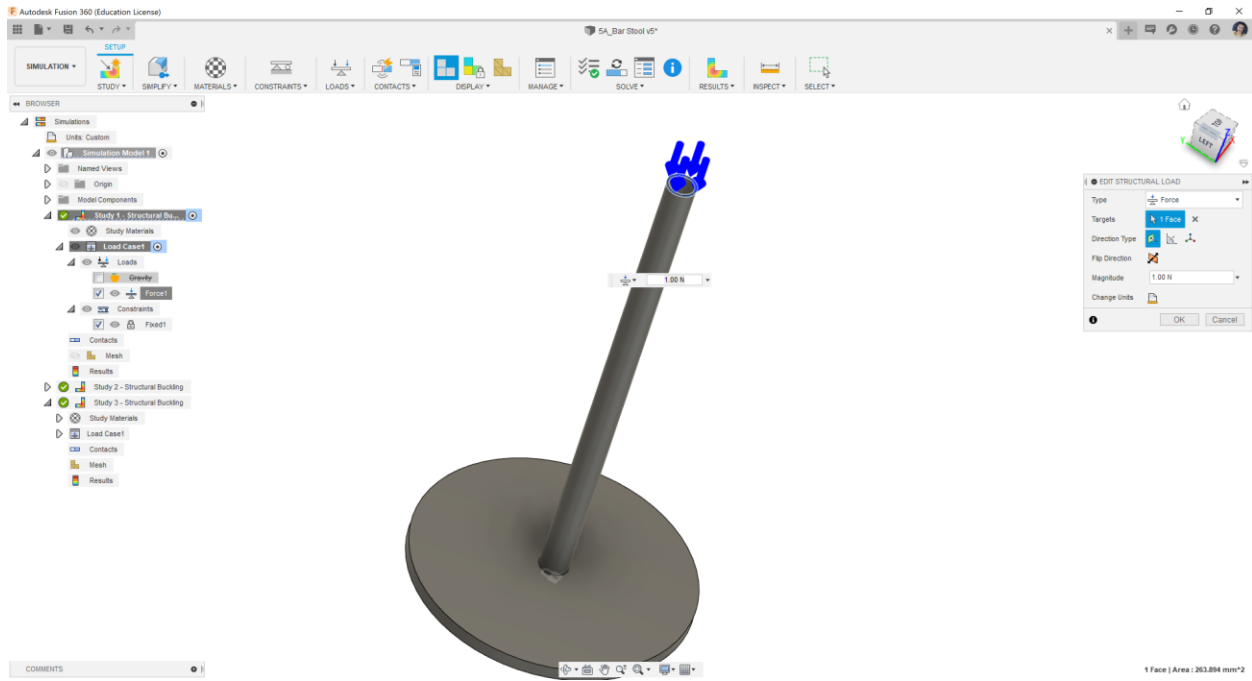 Autodesk Fusion 360 (Education License)
5A_Bar Stool v5*
SETUP
SIMULATION
STUDY SIMPLIFY MATERIALS CONSTRAINTS LOADS CONTACTS DISPLAY MANAGE SOLVE RESULTS INSPECT SELECT
BROWSER
Simulations
Units: Custom
Simulation Model 1
Named Views
Origin
Model Components
Study 1 - Structural Bu...
Study Materials
Load Case1
Loads
Gravity
Force1
Constraints
Fixed1
Contacts
Mesh
Results
Study 2 - Structural Buckling
Study 3 - Structural Buckling
Study Materials
Load Case1
Contacts
Mesh
Results
1.00 N
LEFT
Z
Y
EDIT STRUCTURAL LOAD
Type Force
Targets 1 Face
Direction Type
Flip Direction
Magnitude 1.00 N
Change Units
OK Cancel
COMMENTS
1 Face | Area : 263.894 mm^2